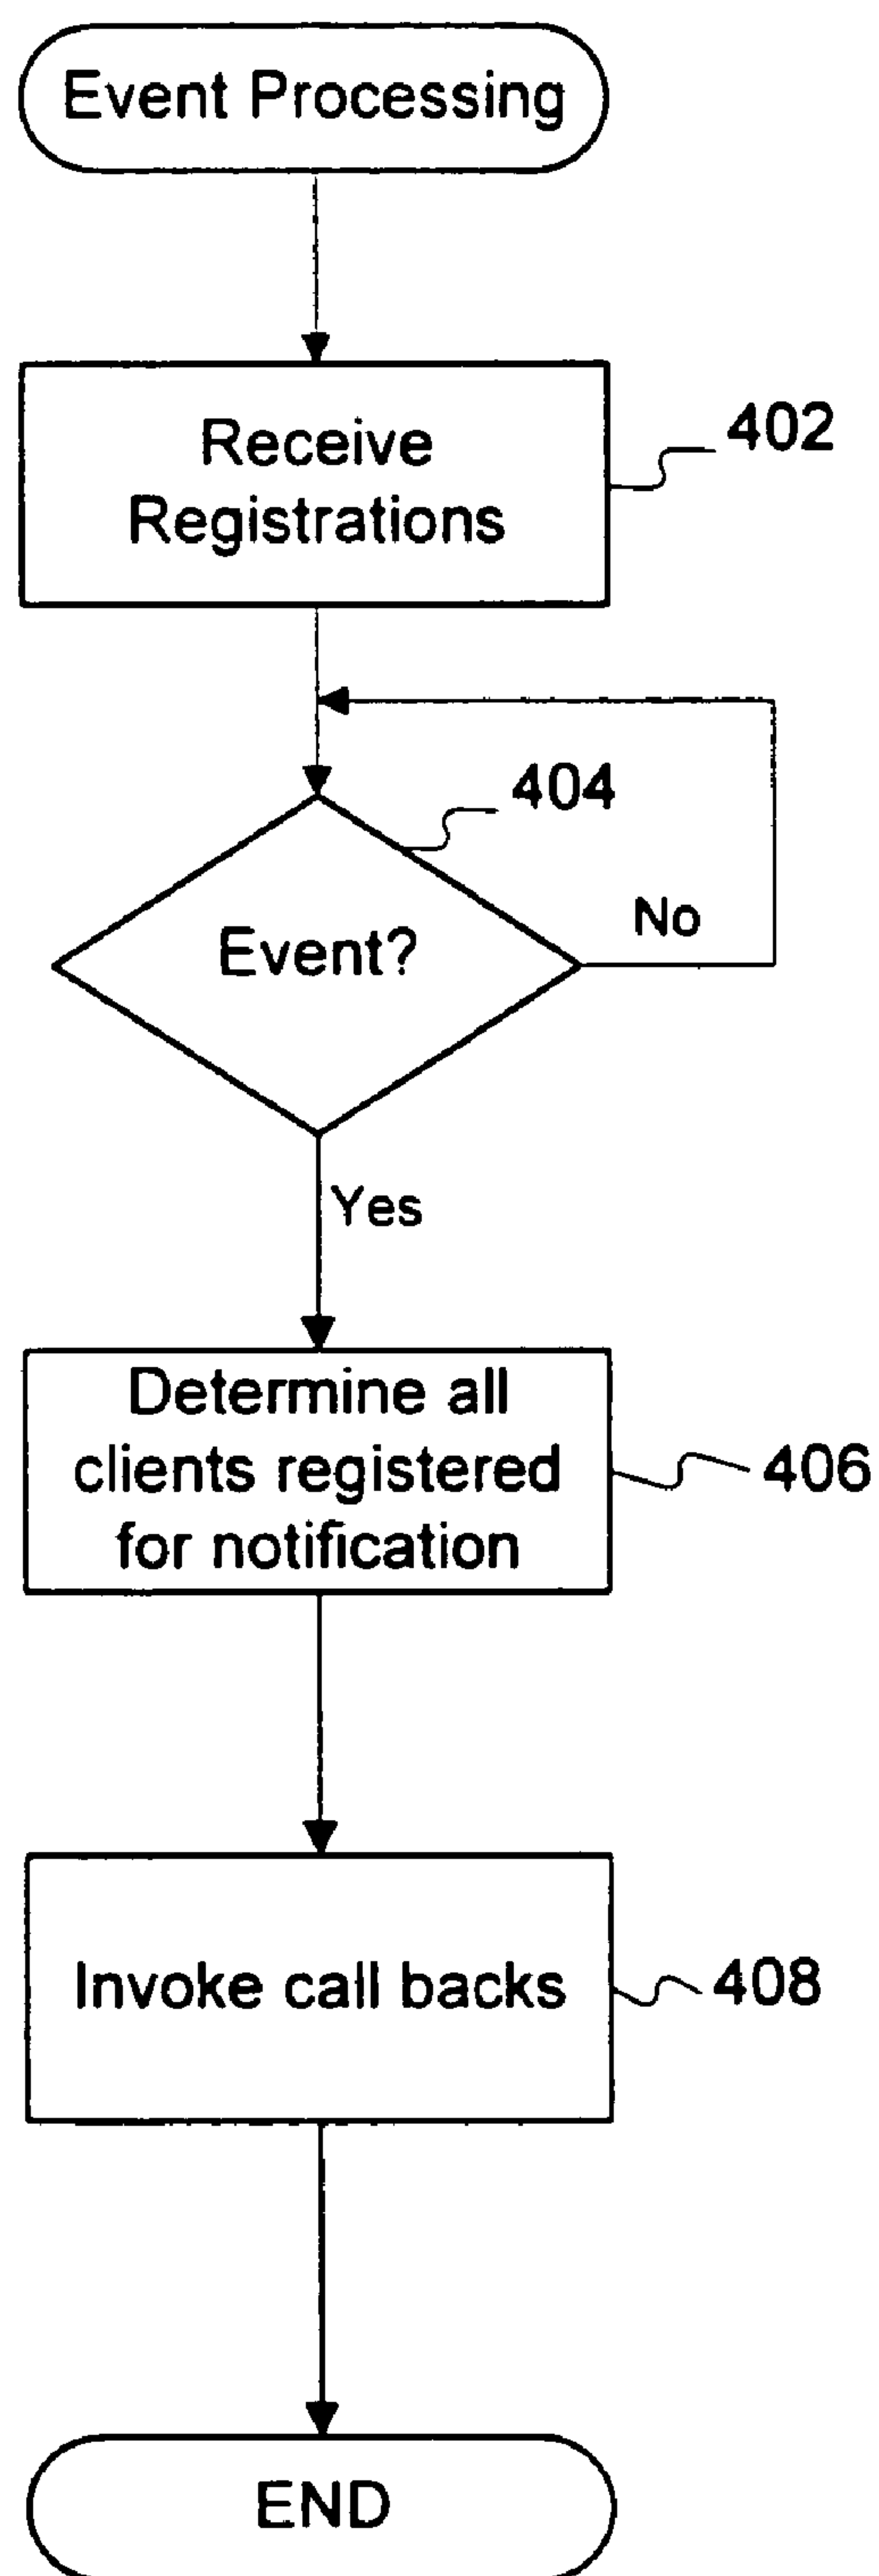 Event Processing
Receive
Registrations
402
404
Event?
No
Yes
Determine all
clients registered
for notification
406
Invoke call backs
408
END